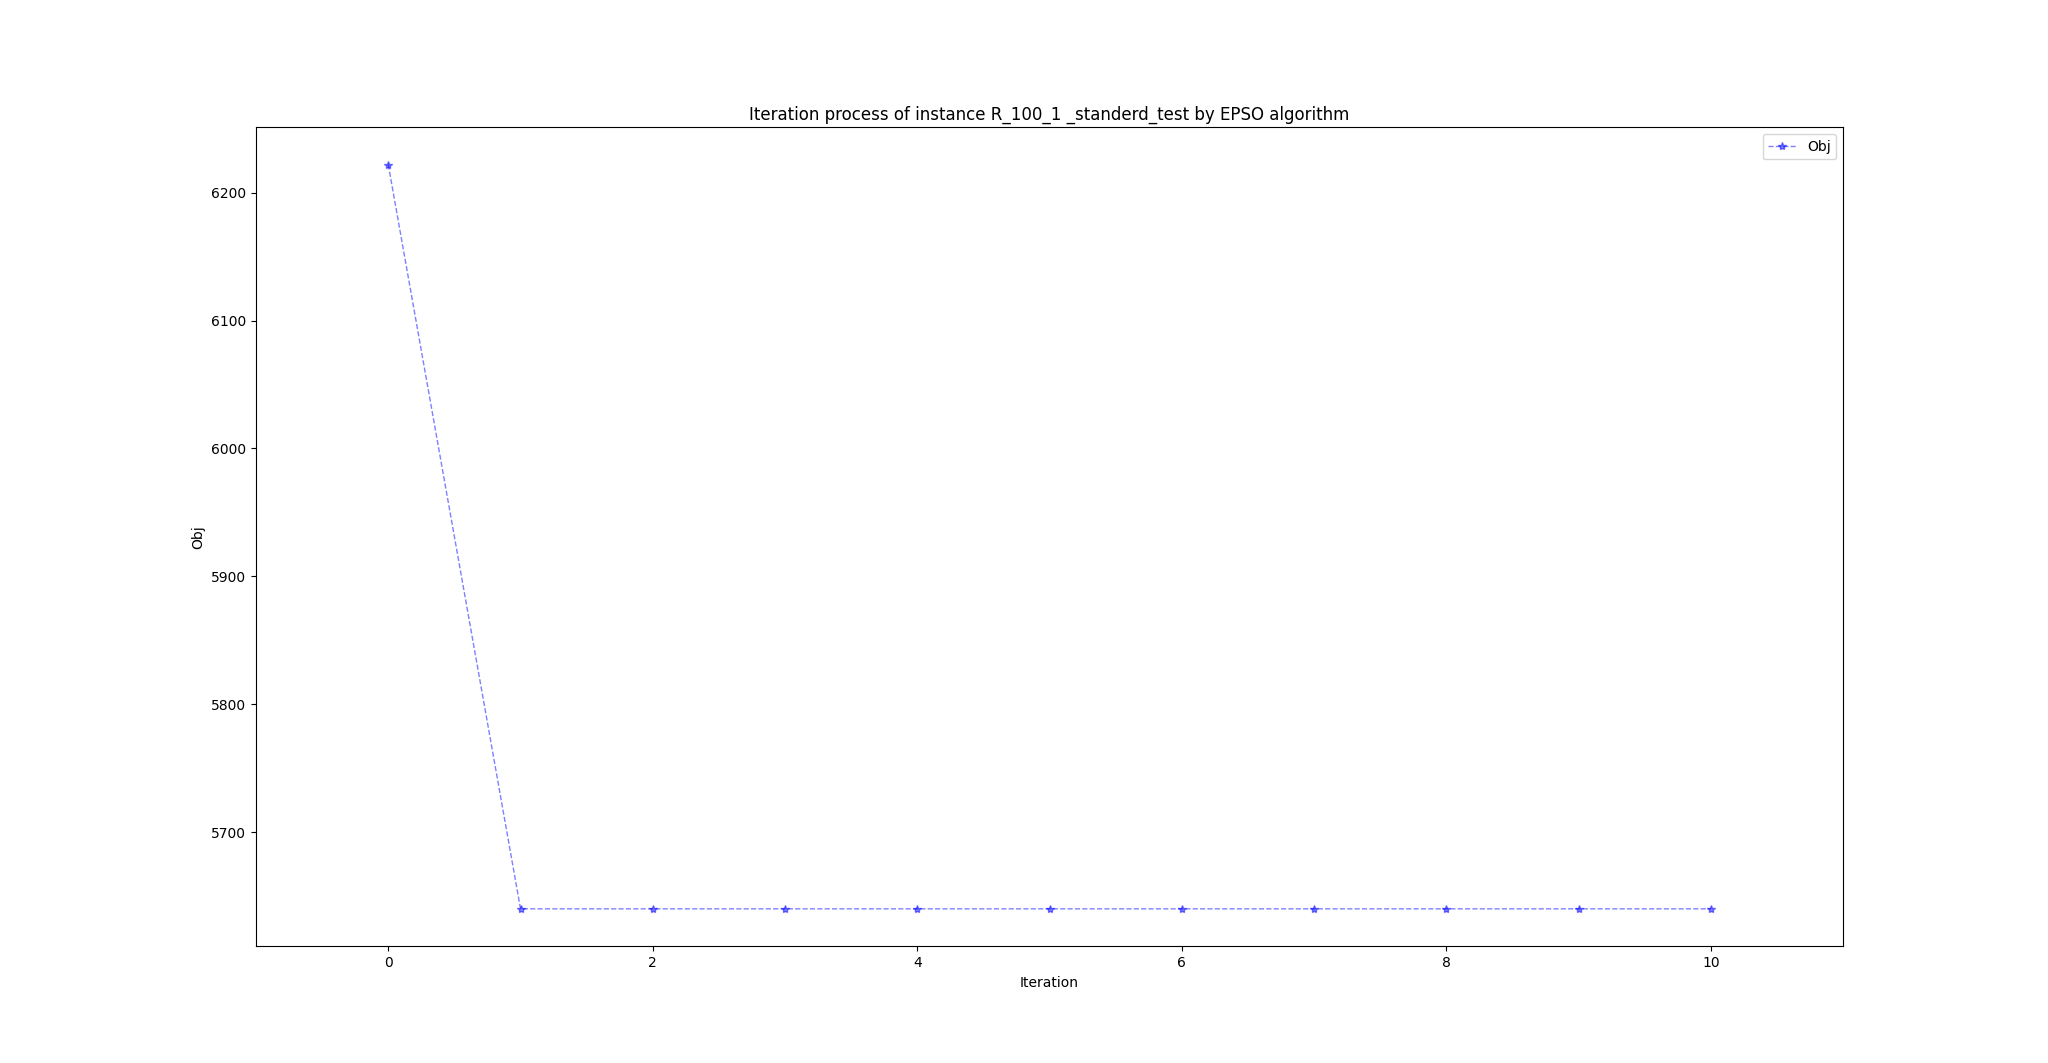 Iteration process of instance R_100_1 _standerd_test by EPSO algorithm
Obj
6200
6100
6000
5900
5800
5700
Obj
0 2 4 6 8 10
Iteration